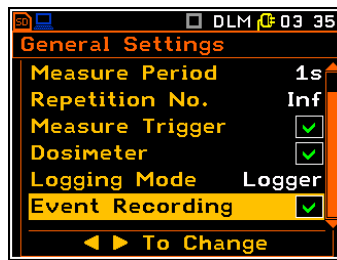 SD DLM 03 35
General Settings
Measure Period 1s
Repetition No. Inf
Measure Trigger
Dosimeter
Logging Mode Logger
Event Recording
To Change